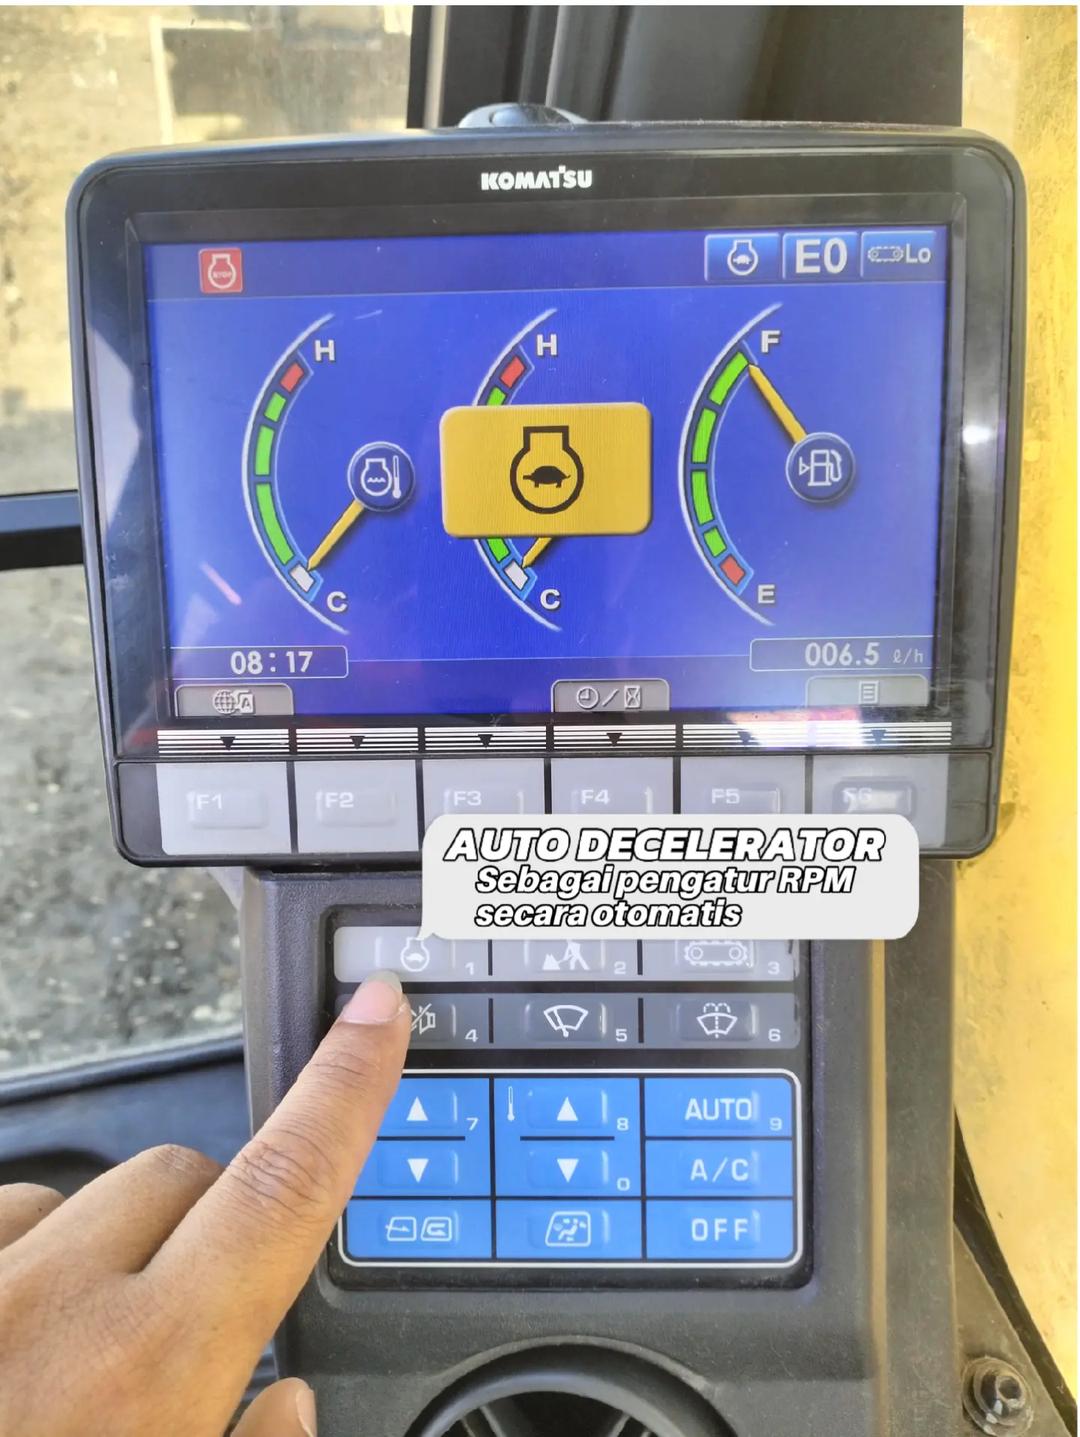 KOMATSU
STOP
E0
Lo
H
H
F
C
C
E
08:17
006.5 ℓ/h
A
F1
F2
F3
F4
F5
F6
AUTO DECELERATOR
Sebagai pengatur RPM
secara otomatis
1
2
3
4
5
6
7
8
AUTO 9
0
A/C
OFF